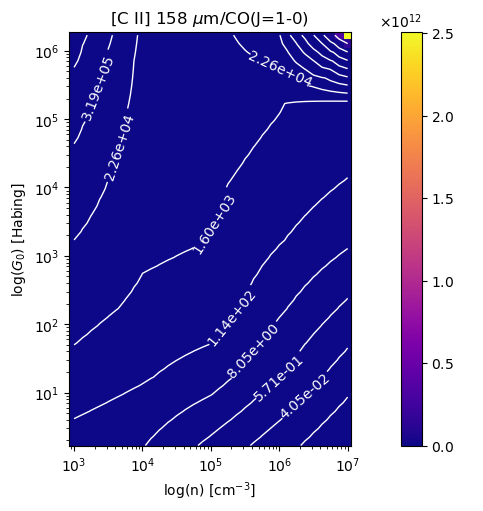 [C II] 158 μm/CO(J=1-0)
×10¹²
2.5
2.0
1.5
1.0
0.5
0.0
10⁶
10⁵
10⁴
10³
10²
10¹
log(G₀) [Habing]
3.19e+05
2.26e+04
2.26e+04
1.60e+03
1.14e+02
8.05e+00
5.71e-01
4.05e-02
10³
10⁴
10⁵
10⁶
10⁷
log(n) [cm⁻³]